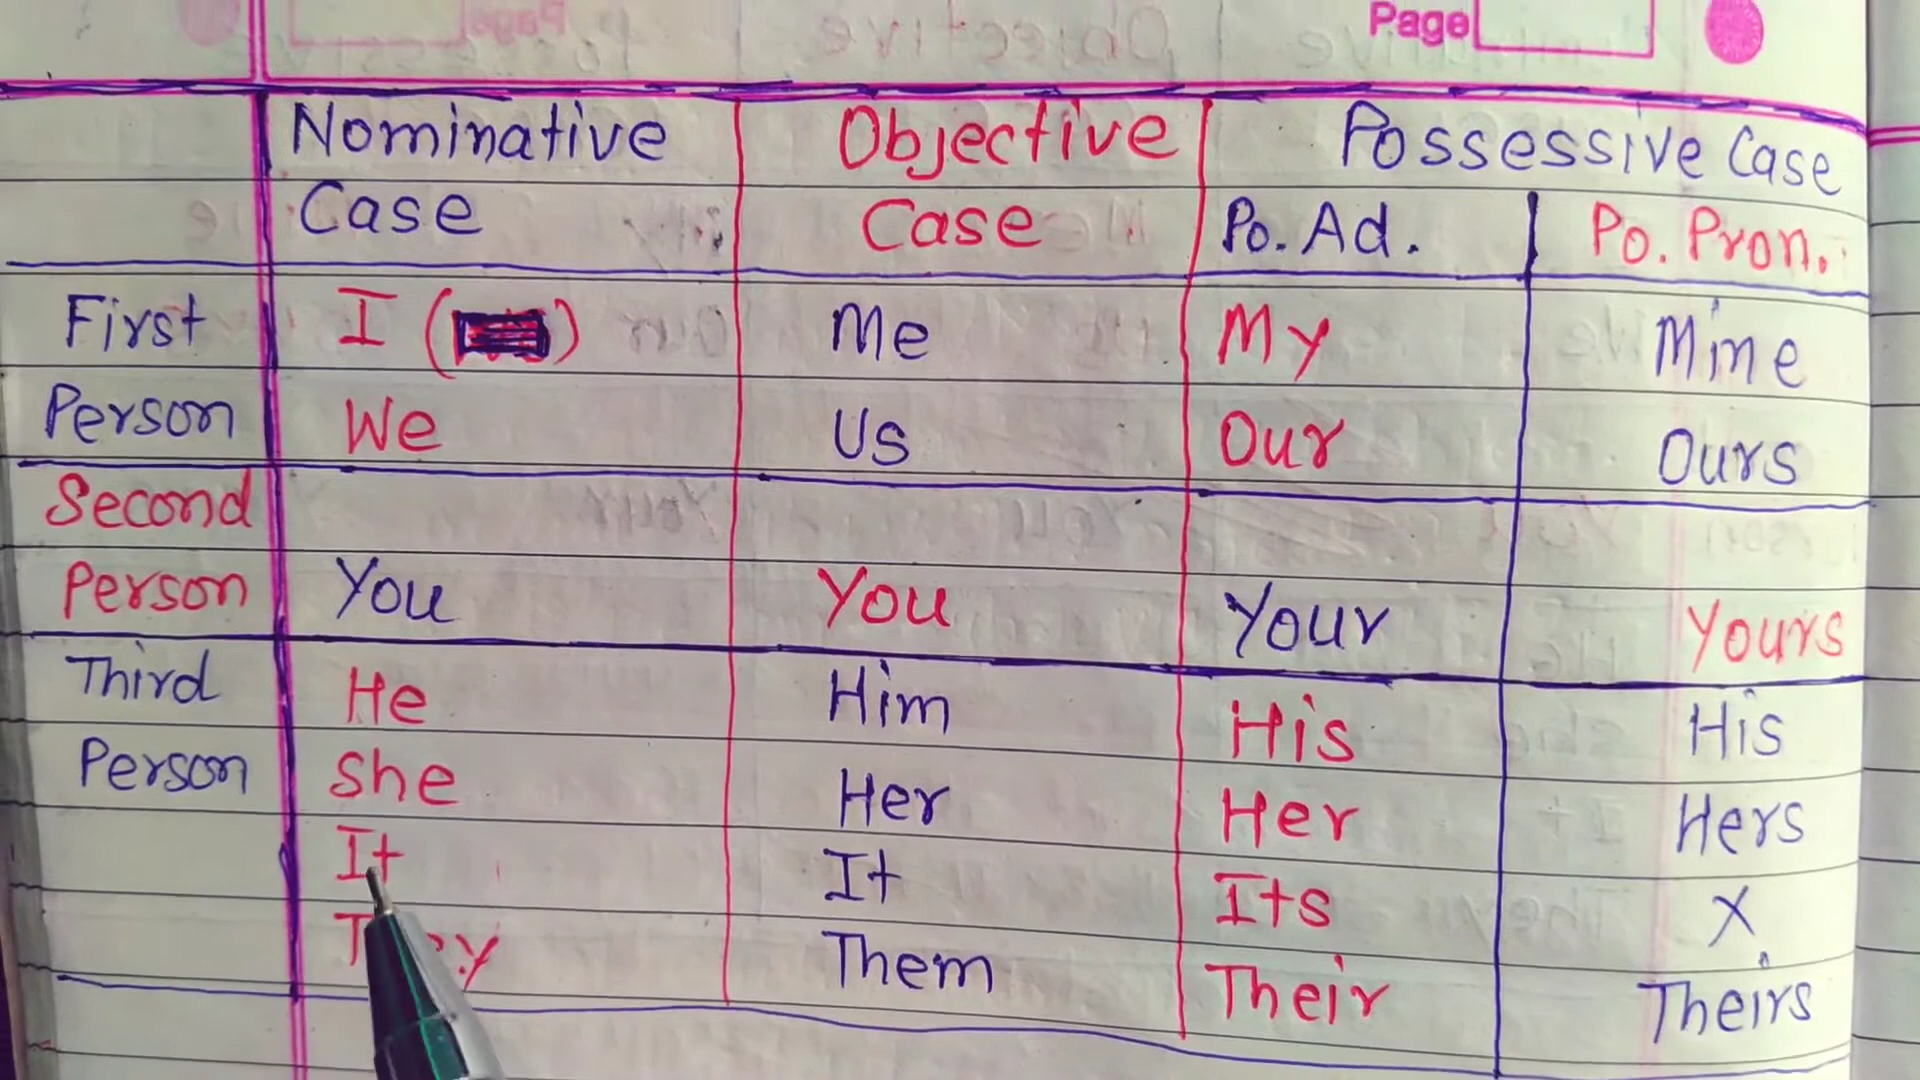 Page
Nominative Objective Possessive Case
Case Case Po. Ad. Po. Pron.
First I ( ) Me My Mine
Person We Us Our Ours
Second
Person You You Your Yours
Third He Him His His
Person She Her Her Hers
It It Its X
Them Their Theirs